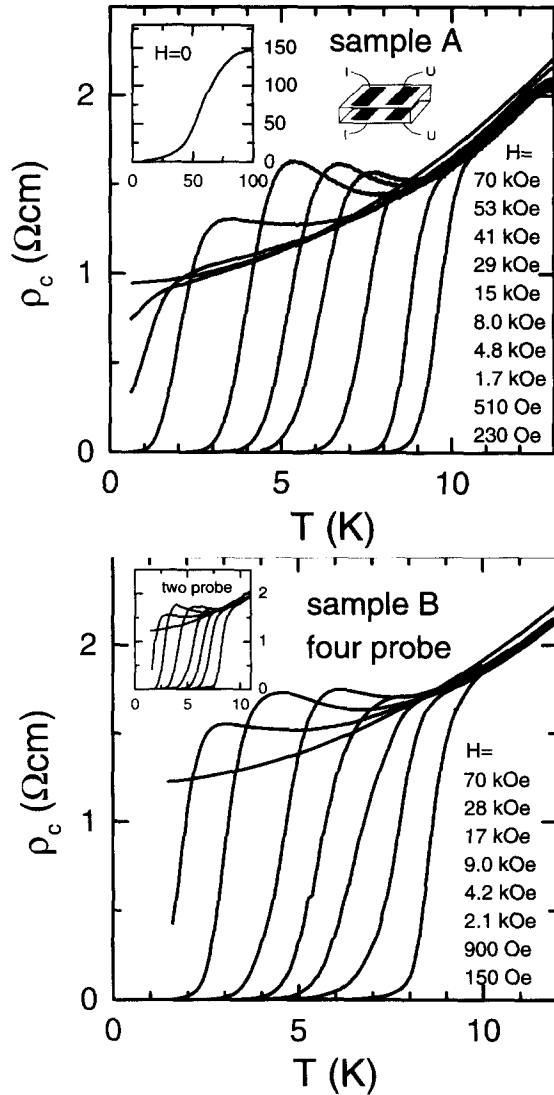 sample A
H=0
150
100
75
50
25
0
0 50 100
I U
I U
2
1
0
ρc (Ωcm)
H=
70 kOe
53 kOe
41 kOe
29 kOe
15 kOe
8.0 kOe
4.8 kOe
1.7 kOe
510 Oe
230 Oe
5 10
T (K)
two probe
2
1
0
0 5 10
sample B
four probe
2
1
0
ρc (Ωcm)
H=
70 kOe
28 kOe
17 kOe
9.0 kOe
4.2 kOe
2.1 kOe
900 Oe
150 Oe
5 10
T (K)